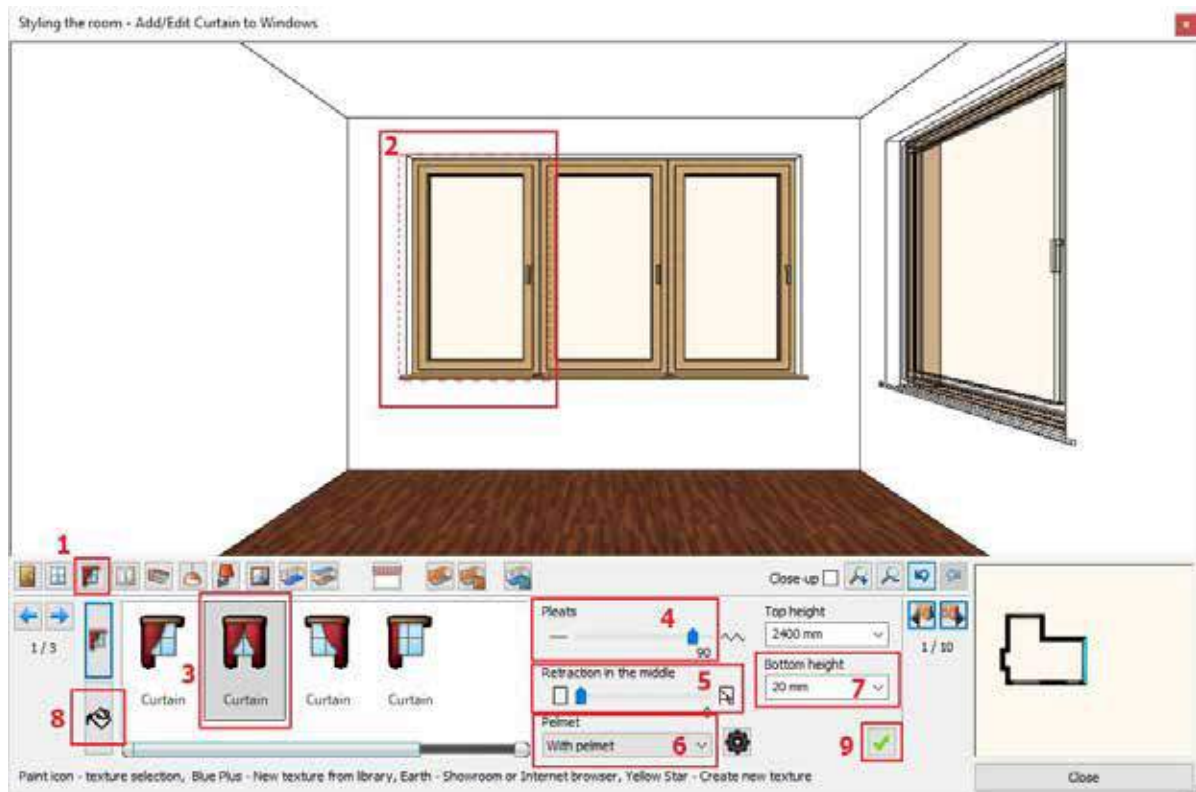 Styling the room - Add/Edit Curtain to Windows
2
1
Close-up
1 / 3
3
Curtain
Curtain
Curtain
Curtain
Pleats
4
90
Retraction in the middle
5
Pelmet
With pelmet
6
Top height
2400 mm
Bottom height
20 mm
7
1 / 10
8
9
Paint icon - texture selection, Blue Plus - New texture from library, Earth - Showroom or Internet browser, Yellow Star - Create new texture
Close